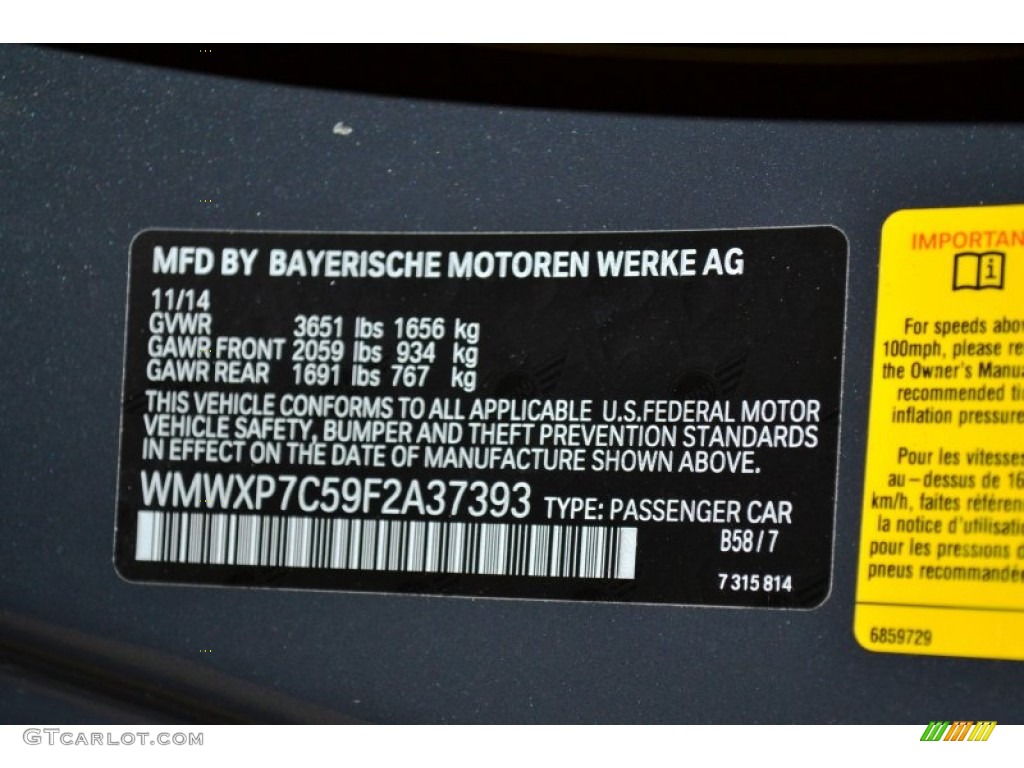 MFD BY BAYERISCHE MOTOREN WERKE AG
11/14
GVWR 3651 lbs 1656 kg
GAWR FRONT 2059 lbs 934 kg
GAWR REAR 1691 lbs 767 kg
THIS VEHICLE CONFORMS TO ALL APPLICABLE U.S.FEDERAL MOTOR
VEHICLE SAFETY, BUMPER AND THEFT PREVENTION STANDARDS
IN EFFECT ON THE DATE OF MANUFACTURE SHOWN ABOVE.
WMWXP7C59F2A37393 TYPE: PASSENGER CAR
B58/7
7 315 814
IMPORTAN
For speeds abov
100mph, please re
the Owner's Manua
recommended ti
inflation pressure
Pour les vitesses
au-dessus de 16
km/h, faites référen
la notice d'utilisati
pour les pressions d
pneus recommandée
6859729
GTCARLOT.COM